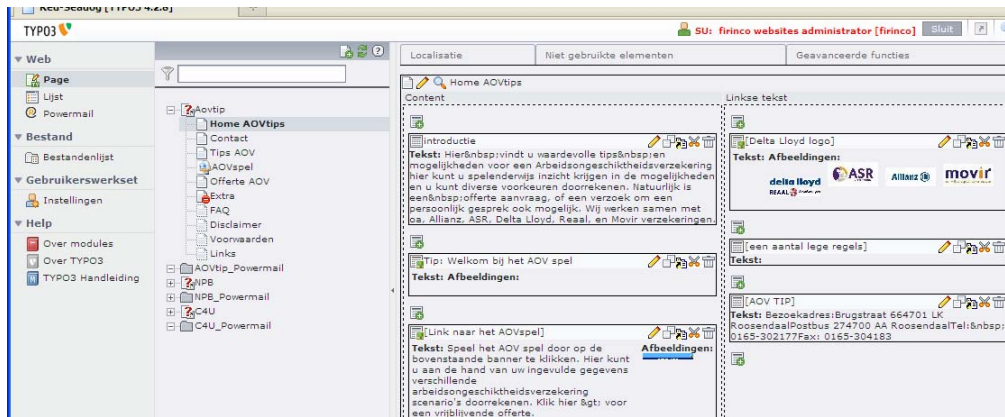 Red-Seadog [TYPO3 4.2.8]
TYPO3
SU: firinco websites administrator [firinco]
Sluit
Web
Page
Lijst
Powermail
Bestand
Bestandenlijst
Gebruikerswerkset
Instellingen
Help
Over modules
Over TYPO3
TYPO3 Handleiding
Aovtip
Home AOVtips
Contact
Tips AOV
AOVspel
Offerte AOV
Extra
FAQ
Disclaimer
Voorwaarden
Links
AOVtip_Powermail
NPB
NPB_Powermail
C4U
C4U_Powermail
Localisatie
Niet gebruikte elementen
Geavanceerde functies
Home AOVtips
Content
introductie
Tekst: Hier&nbsp;vindt u waardevolle tips&nbsp;en
mogelijkheden voor een Arbeidsongeschiktheidsverzekering
hier kunt u spelenderwijs inzicht krijgen in de mogelijkheden
en u kunt diverse voorkeuren doorrekenen. Natuurlijk is
een&nbsp;offerte aanvraag, of een verzoek om een
persoonlijk gesprek ook mogelijk. Wij werken samen met
oa. Allianz, ASR, Delta Lloyd, Reaal, en Movir verzekeringen.
Tip: Welkom bij het AOV spel
Tekst: Afbeeldingen:
[Link naar het AOVspel]
Tekst: Speel het AOV spel door op de
bovenstaande banner te klikken. Hier kunt
u aan de hand van uw ingevulde gegevens
verschillende
arbeidsongeschiktheidsverzekering
scenario's doorrekenen. Klik hier &gt; voor
een vrijblijvende offerte.
Afbeeldingen:
Linkse tekst
[Delta Lloyd logo]
Tekst: Afbeeldingen:
delta lloyd
ASR
Allianz
movir
REAAL
[een aantal lege regels]
Tekst:
[AOV TIP]
Tekst: Bezoekadres:Brugstraat 664701 LK
RoosendaalPostbus 274700 AA RoosendaalTel:&nbsp;
0165-302177Fax: 0165-304183